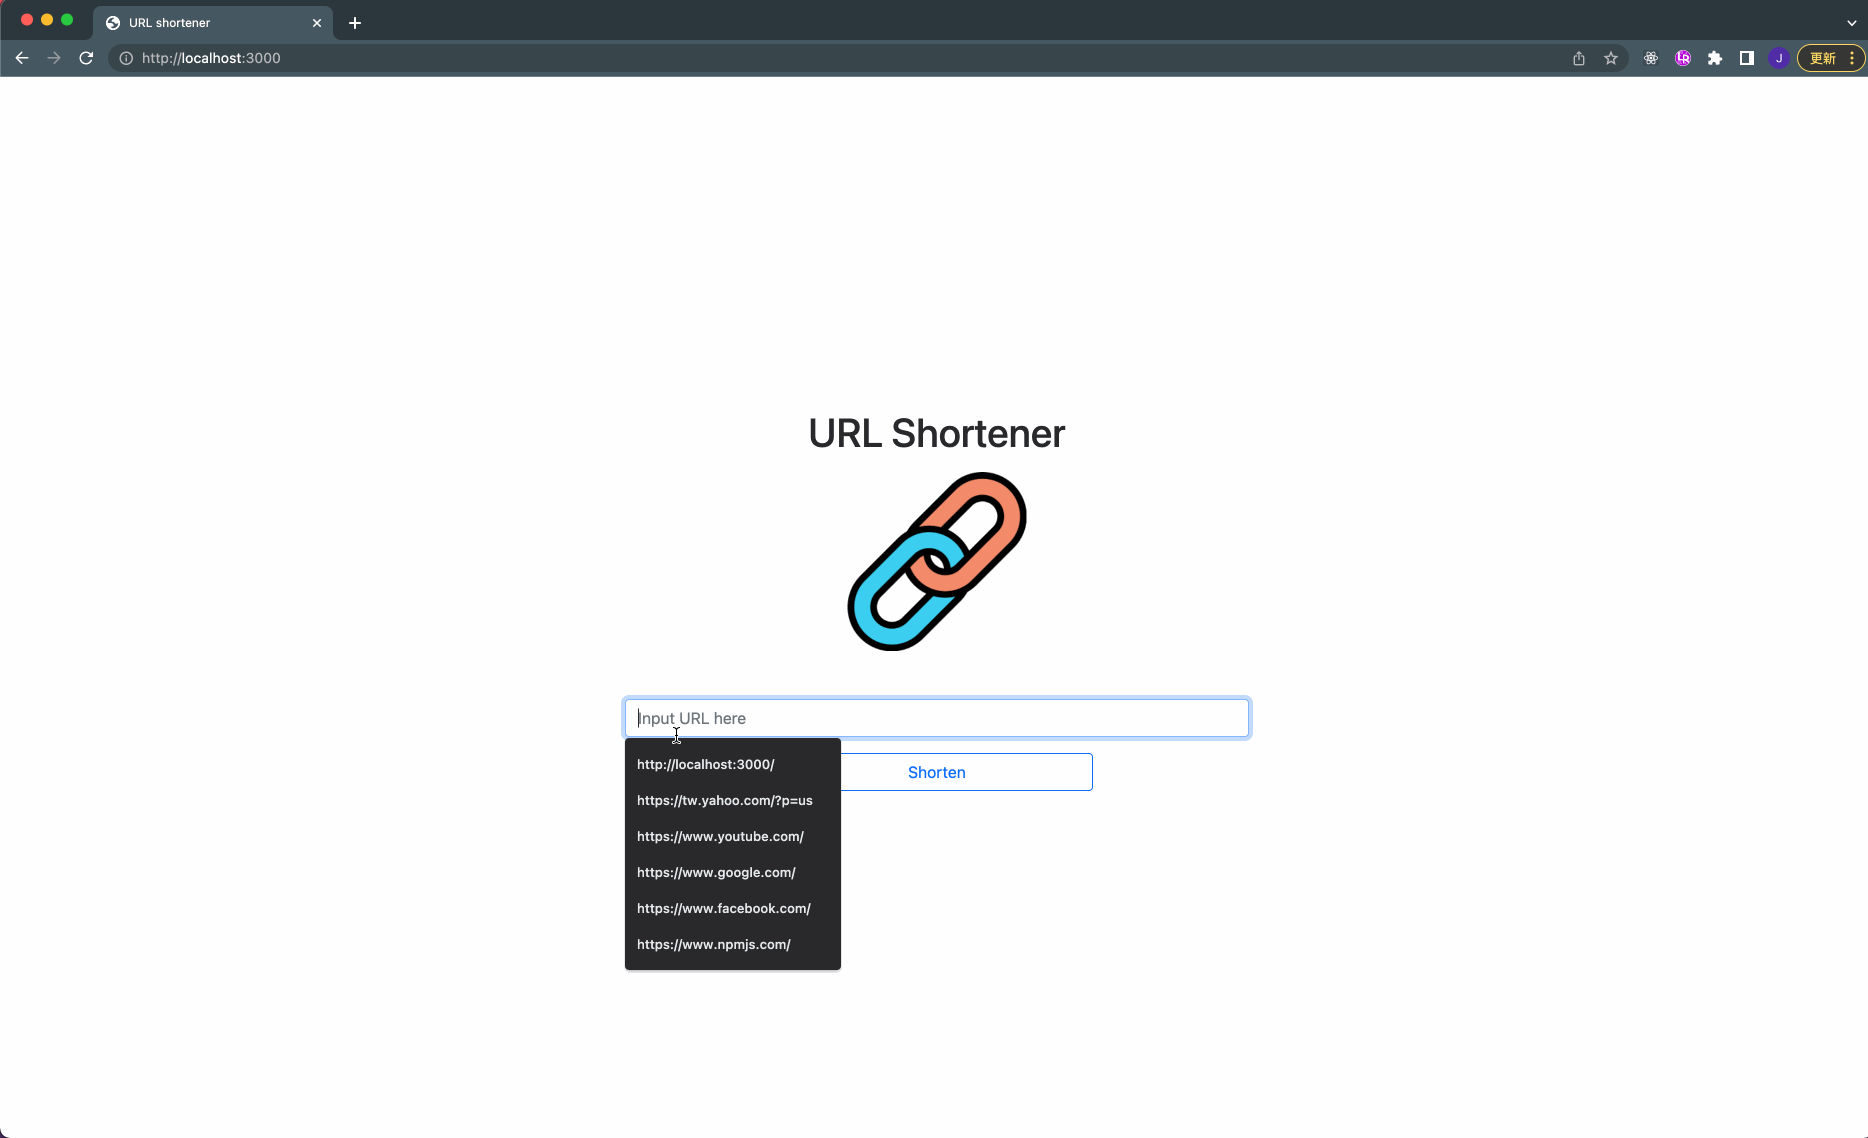 URL shortener
http://localhost:3000
J
更新
URL Shortener
Input URL here
Shorten
http://localhost:3000/
https://tw.yahoo.com/?p=us
https://www.youtube.com/
https://www.google.com/
https://www.facebook.com/
https://www.npmjs.com/